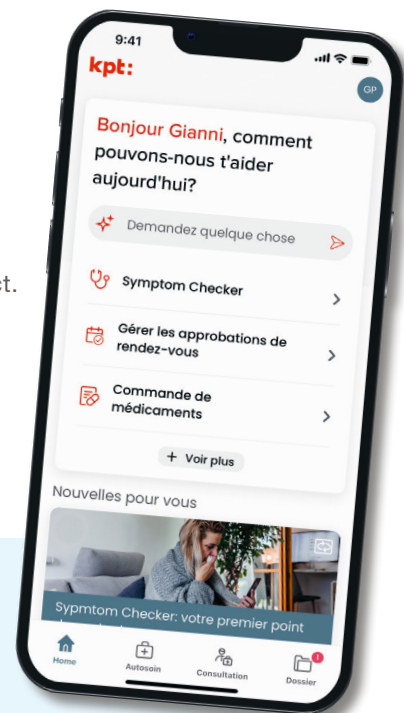 9:41
kpt:
GP
Bonjour Gianni, comment
pouvons-nous t'aider
aujourd'hui?
Demandez quelque chose
ct.
Symptom Checker
Gérer les approbations de
rendez-vous
Commande de
médicaments
+ Voir plus
Nouvelles pour vous
Sypmtom Checker: votre premier point
Home
Autosoin
Consultation
Dossier
1